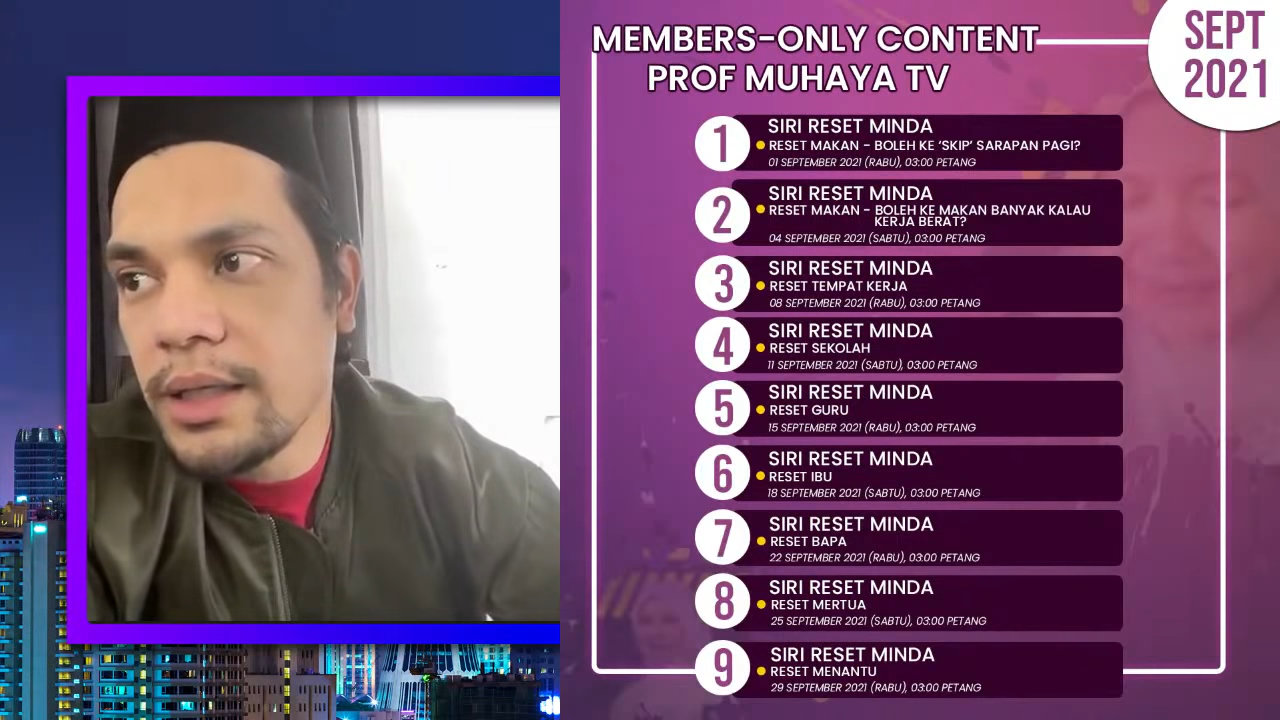 MEMBERS-ONLY CONTENT
PROF MUHAYA TV
SEPT
2021
1
SIRI RESET MINDA
RESET MAKAN - BOLEH KE 'SKIP' SARAPAN PAGI?
01 SEPTEMBER 2021 (RABU), 03:00 PETANG
2
SIRI RESET MINDA
RESET MAKAN - BOLEH KE MAKAN BANYAK KALAU
KERJA BERAT?
04 SEPTEMBER 2021 (SABTU), 03:00 PETANG
3
SIRI RESET MINDA
RESET TEMPAT KERJA
08 SEPTEMBER 2021 (RABU), 03:00 PETANG
4
SIRI RESET MINDA
RESET SEKOLAH
11 SEPTEMBER 2021 (SABTU), 03:00 PETANG
5
SIRI RESET MINDA
RESET GURU
15 SEPTEMBER 2021 (RABU), 03:00 PETANG
6
SIRI RESET MINDA
RESET IBU
18 SEPTEMBER 2021 (SABTU), 03:00 PETANG
7
SIRI RESET MINDA
RESET BAPA
22 SEPTEMBER 2021 (RABU), 03:00 PETANG
8
SIRI RESET MINDA
RESET MERTUA
25 SEPTEMBER 2021 (SABTU), 03:00 PETANG
9
SIRI RESET MINDA
RESET MENANTU
29 SEPTEMBER 2021 (RABU), 03:00 PETANG